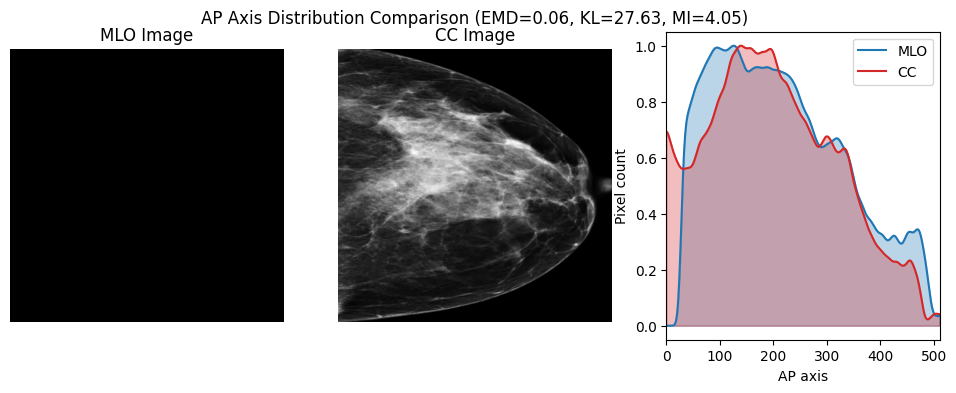 AP Axis Distribution Comparison (EMD=0.06, KL=27.63, MI=4.05)
MLO Image
CC Image
MLO
CC
Pixel count
1.0
0.8
0.6
0.4
0.2
0.0
0 100 200 300 400 500
AP axis